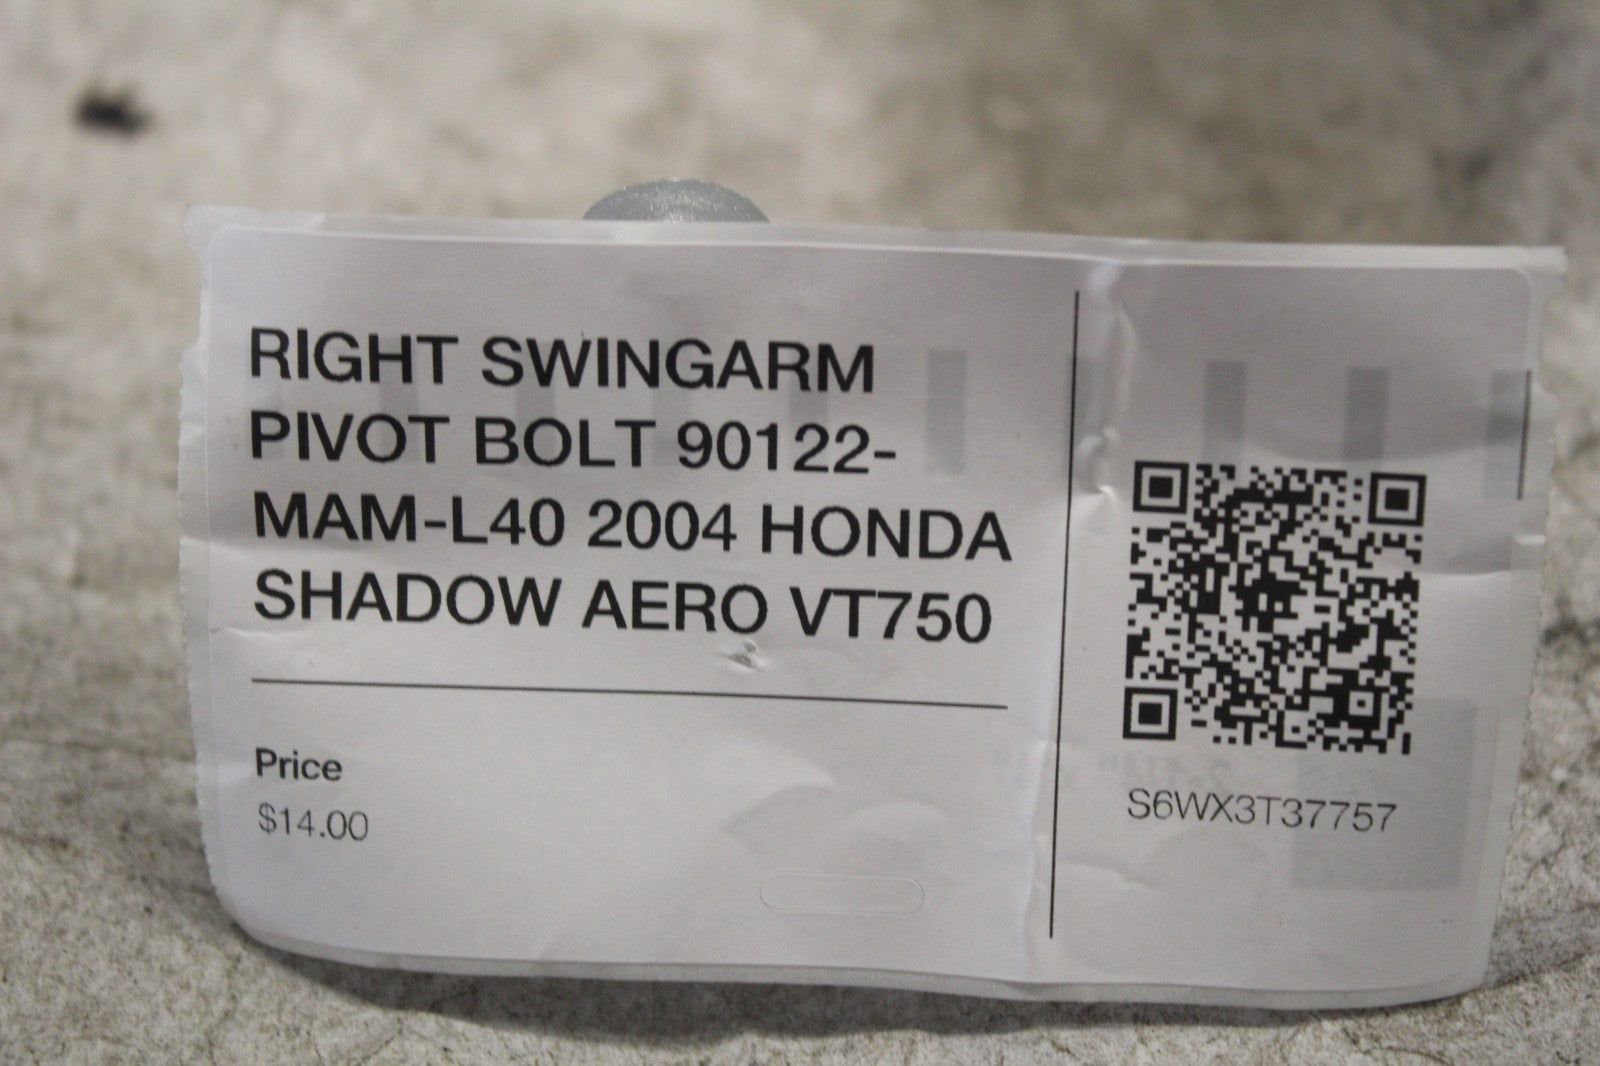 RIGHT SWINGARM
PIVOT BOLT 90122-
MAM-L40 2004 HONDA
SHADOW AERO VT750
Price
$14.00
S6WX3T37757